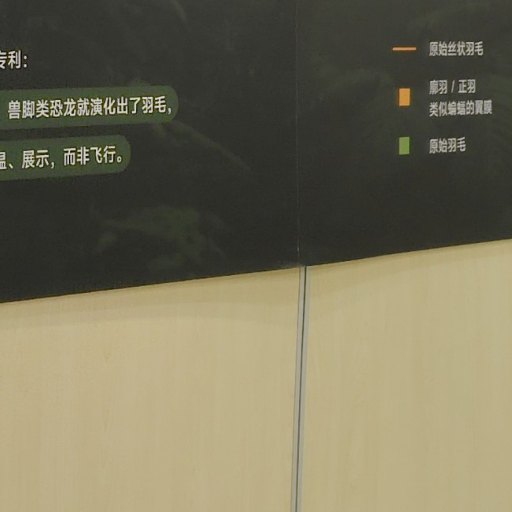 专利：
兽脚类恐龙就演化出了羽毛，
温、展示，而非飞行。
原始丝状羽毛
廓羽 / 正羽
类似蝙蝠的翼膜
原始羽毛